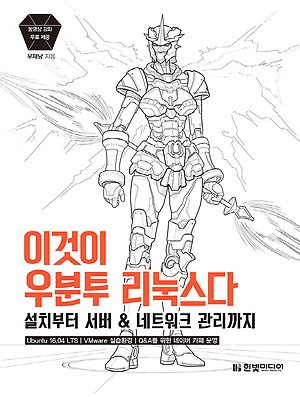 동영상 강좌
무료 제공
우재남 지음
이것이
우분투 리눅스다
설치부터 서버 & 네트워크 관리까지
Ubuntu 16.04 LTS | VMware 실습환경 | Q&A를 위한 네이버 카페 운영
한빛미디어